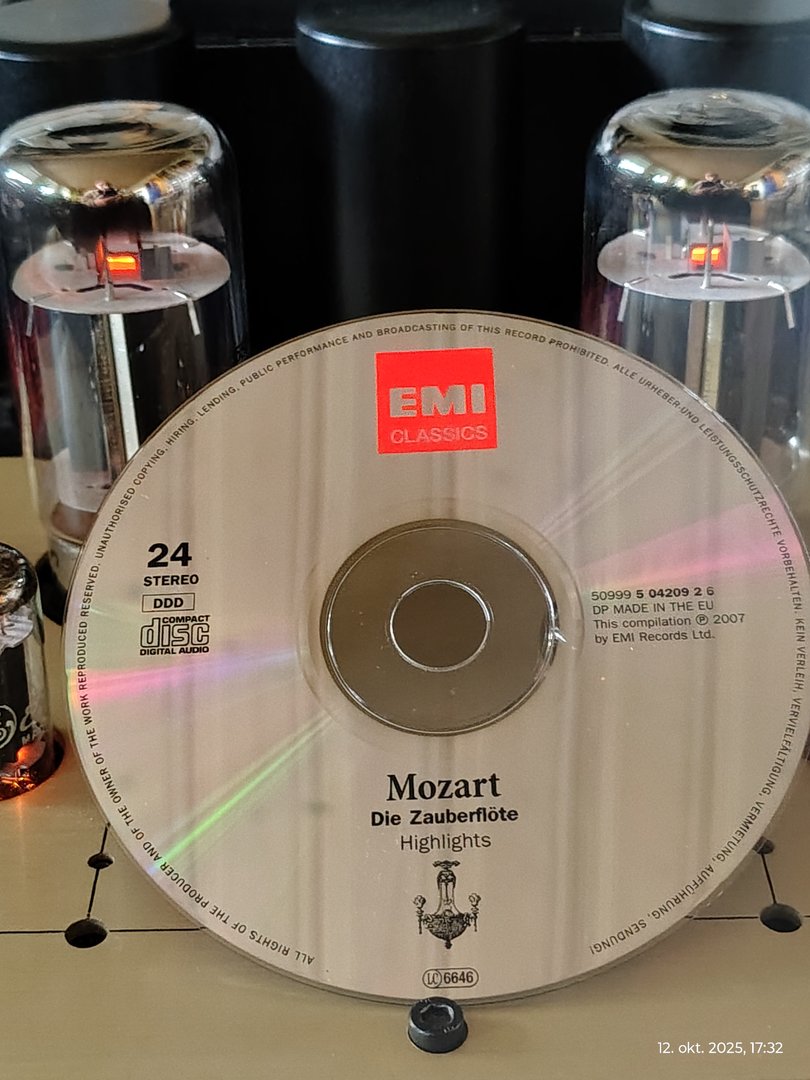 ALL RIGHTS OF THE PRODUCER AND OF THE OWNER OF THE WORK REPRODUCED RESERVED. UNAUTHORISED COPYING, HIRING, LENDING, PUBLIC PERFORMANCE AND BROADCASTING OF THIS RECORD PROHIBITED. ALLE URHEBER-UND LEISTUNGSSCHUTZRECHTE VORBEHALTEN. KEIN VERLEIH, VERVIELFÄLTIGUNG, VERMIETUNG, AUFFÜHRUNG, SENDUNG!
EMI
CLASSICS
24
STEREO
DDD
COMPACT
disc
DIGITAL AUDIO
50999 5 04209 2 6
DP MADE IN THE EU
This compilation ℗ 2007
by EMI Records Ltd.
Mozart
Die Zauberflöte
Highlights
LC 6646
12. okt. 2025, 17:32